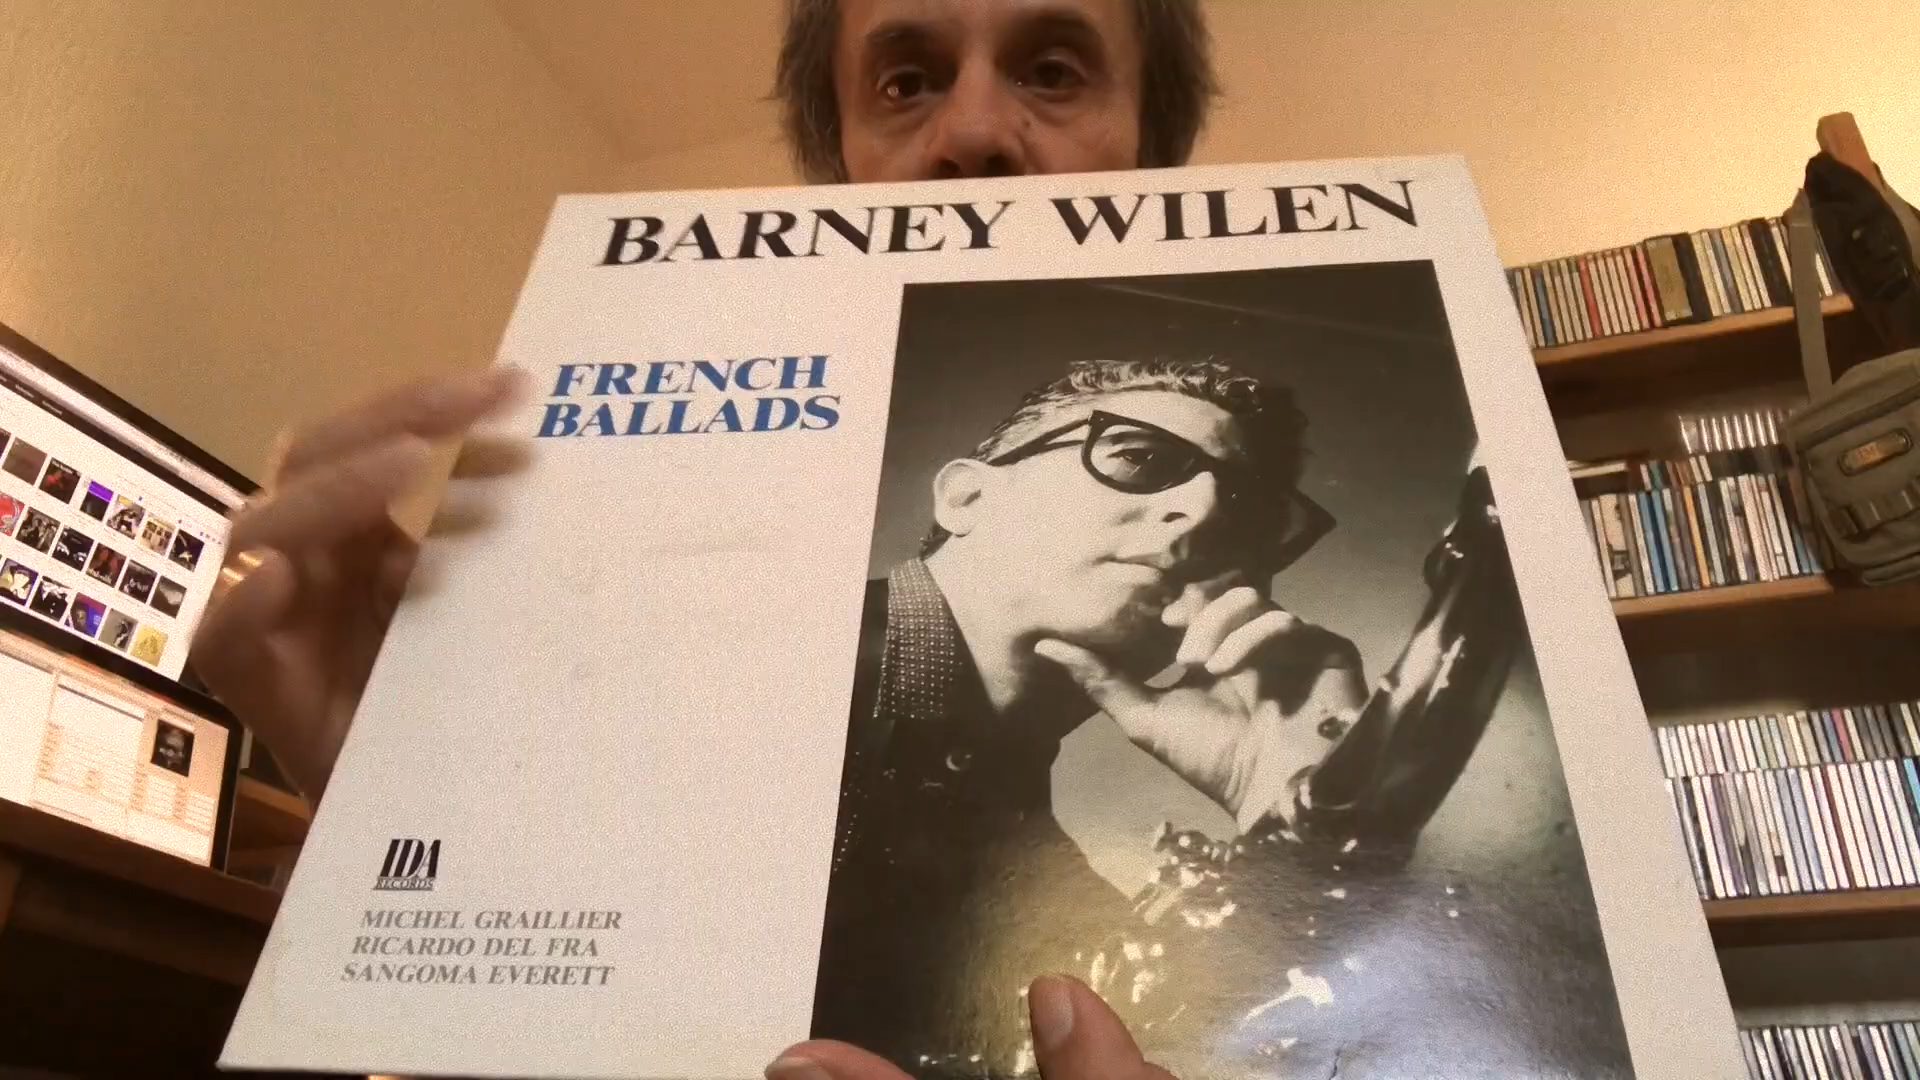 BARNEY WILEN
FRENCH
BALLADS
IDA
RECORDS
MICHEL GRAILLIER
RICARDO DEL FRA
SANGOMA EVERETT